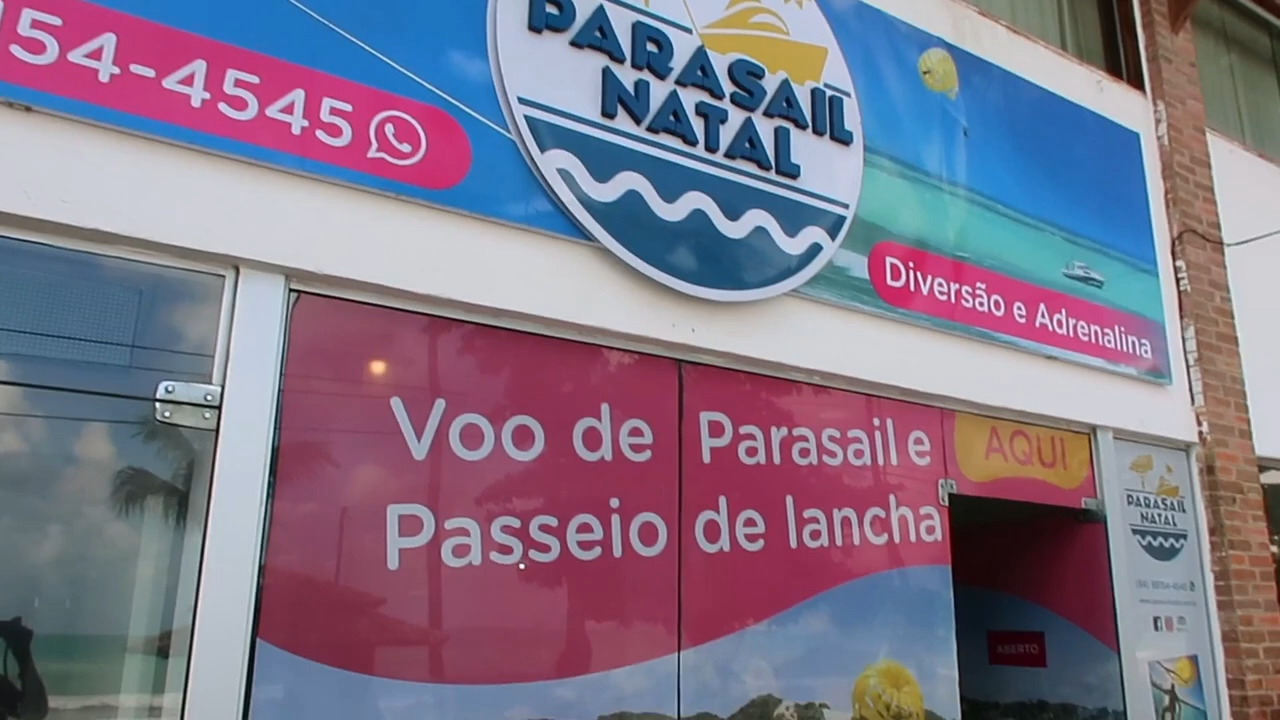 54-4545
PARASAIL
NATAL
Diversão e Adrenalina
Voo de Parasail e
Passeio de lancha
AQUI
PARASAIL
NATAL
ABERTO